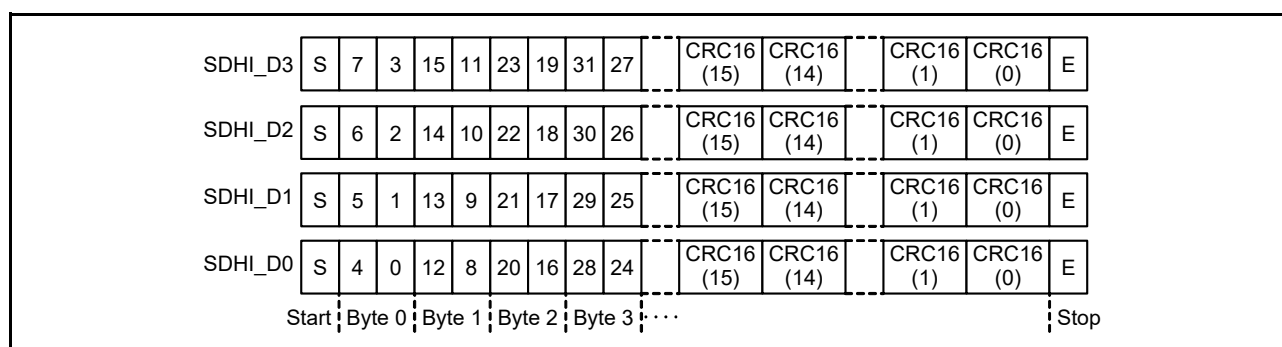 SDHI_D3 S 7 3 15 11 23 19 31 27 CRC16 (15) CRC16 (14) CRC16 (1) CRC16 (0) E
SDHI_D2 S 6 2 14 10 22 18 30 26 CRC16 (15) CRC16 (14) CRC16 (1) CRC16 (0) E
SDHI_D1 S 5 1 13 9 21 17 29 25 CRC16 (15) CRC16 (14) CRC16 (1) CRC16 (0) E
SDHI_D0 S 4 0 12 8 20 16 28 24 CRC16 (15) CRC16 (14) CRC16 (1) CRC16 (0) E
Start Byte 0 Byte 1 Byte 2 Byte 3 ···· Stop